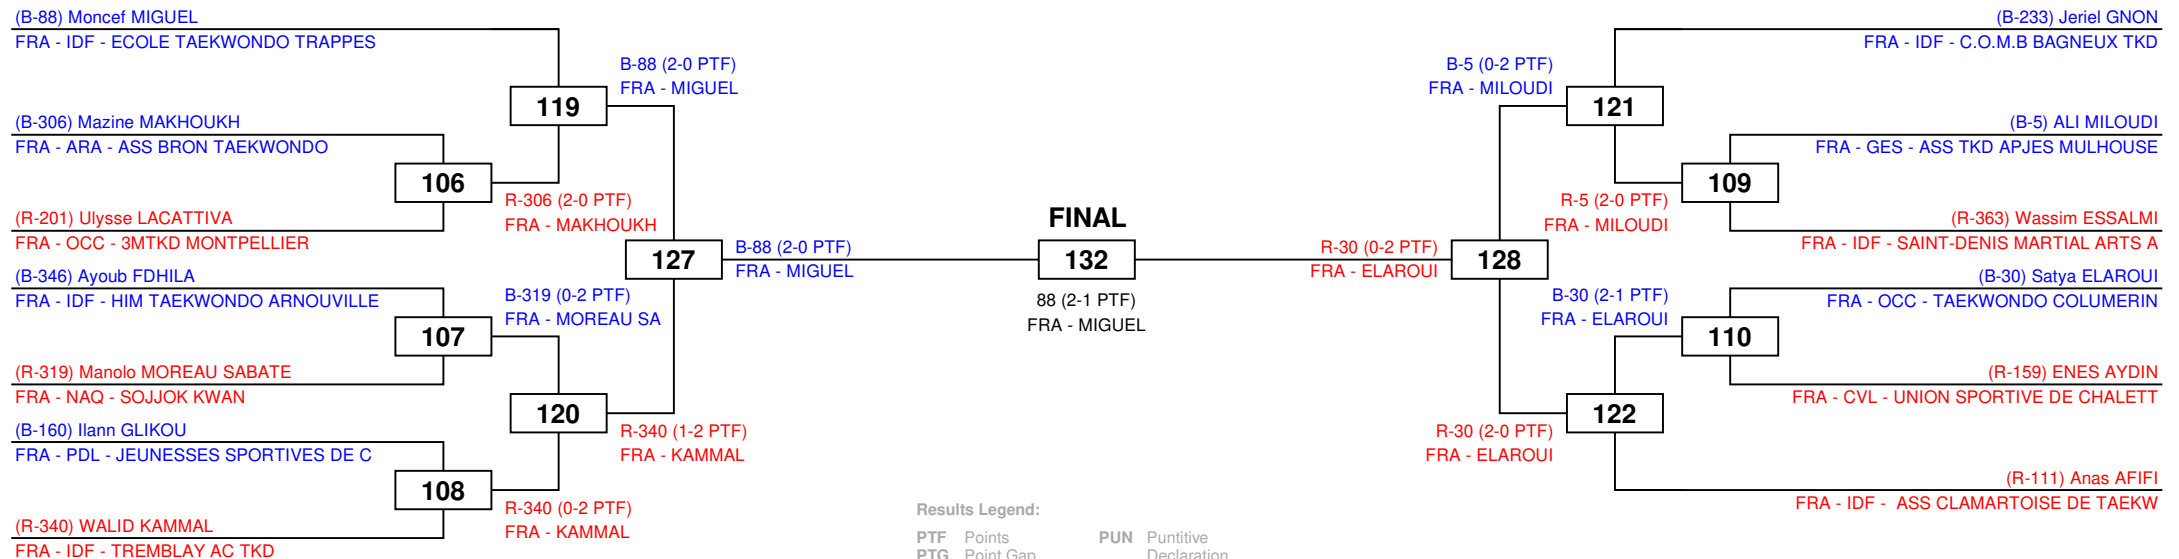 (B-88) Moncef MIGUEL
FRA - IDF - ECOLE TAEKWONDO TRAPPES
(B-306) Mazine MAKHOUKH
FRA - ARA - ASS BRON TAEKWONDO
(R-201) Ulysse LACATTIVA
FRA - OCC - 3MTKD MONTPELLIER
(B-346) Ayoub FDHILA
FRA - IDF - HIM TAEKWONDO ARNOUVILLE
(R-319) Manolo MOREAU SABATE
FRA - NAQ - SOJJOK KWAN
(B-160) Ilann GLIKOU
FRA - PDL - JEUNESSES SPORTIVES DE C
(R-340) WALID KAMMAL
FRA - IDF - TREMBLAY AC TKD
106
107
108
R-306 (2-0 PTF)
FRA - MAKHOUKH
B-319 (0-2 PTF)
FRA - MOREAU SA
R-340 (0-2 PTF)
FRA - KAMMAL
119
120
B-88 (2-0 PTF)
FRA - MIGUEL
R-340 (1-2 PTF)
FRA - KAMMAL
127
B-88 (2-0 PTF)
FRA - MIGUEL
FINAL
132
88 (2-1 PTF)
FRA - MIGUEL
R-30 (0-2 PTF)
FRA - ELAROUI
128
B-5 (0-2 PTF)
FRA - MILOUDI
R-30 (2-0 PTF)
FRA - ELAROUI
121
122
R-5 (2-0 PTF)
FRA - MILOUDI
B-30 (2-1 PTF)
FRA - ELAROUI
109
110
(B-233) Jeriel GNON
FRA - IDF - C.O.M.B BAGNEUX TKD
(B-5) ALI MILOUDI
FRA - GES - ASS TKD APJES MULHOUSE
(R-363) Wassim ESSALMI
FRA - IDF - SAINT-DENIS MARTIAL ARTS A
(B-30) Satya ELAROUI
FRA - OCC - TAEKWONDO COLUMERIN
(R-159) ENES AYDIN
FRA - CVL - UNION SPORTIVE DE CHALETT
(R-111) Anas AFIFI
FRA - IDF - ASS CLAMARTOISE DE TAEKW
Results Legend:
PTF Points PUN Puntitive
PTG Point Gap Declaration